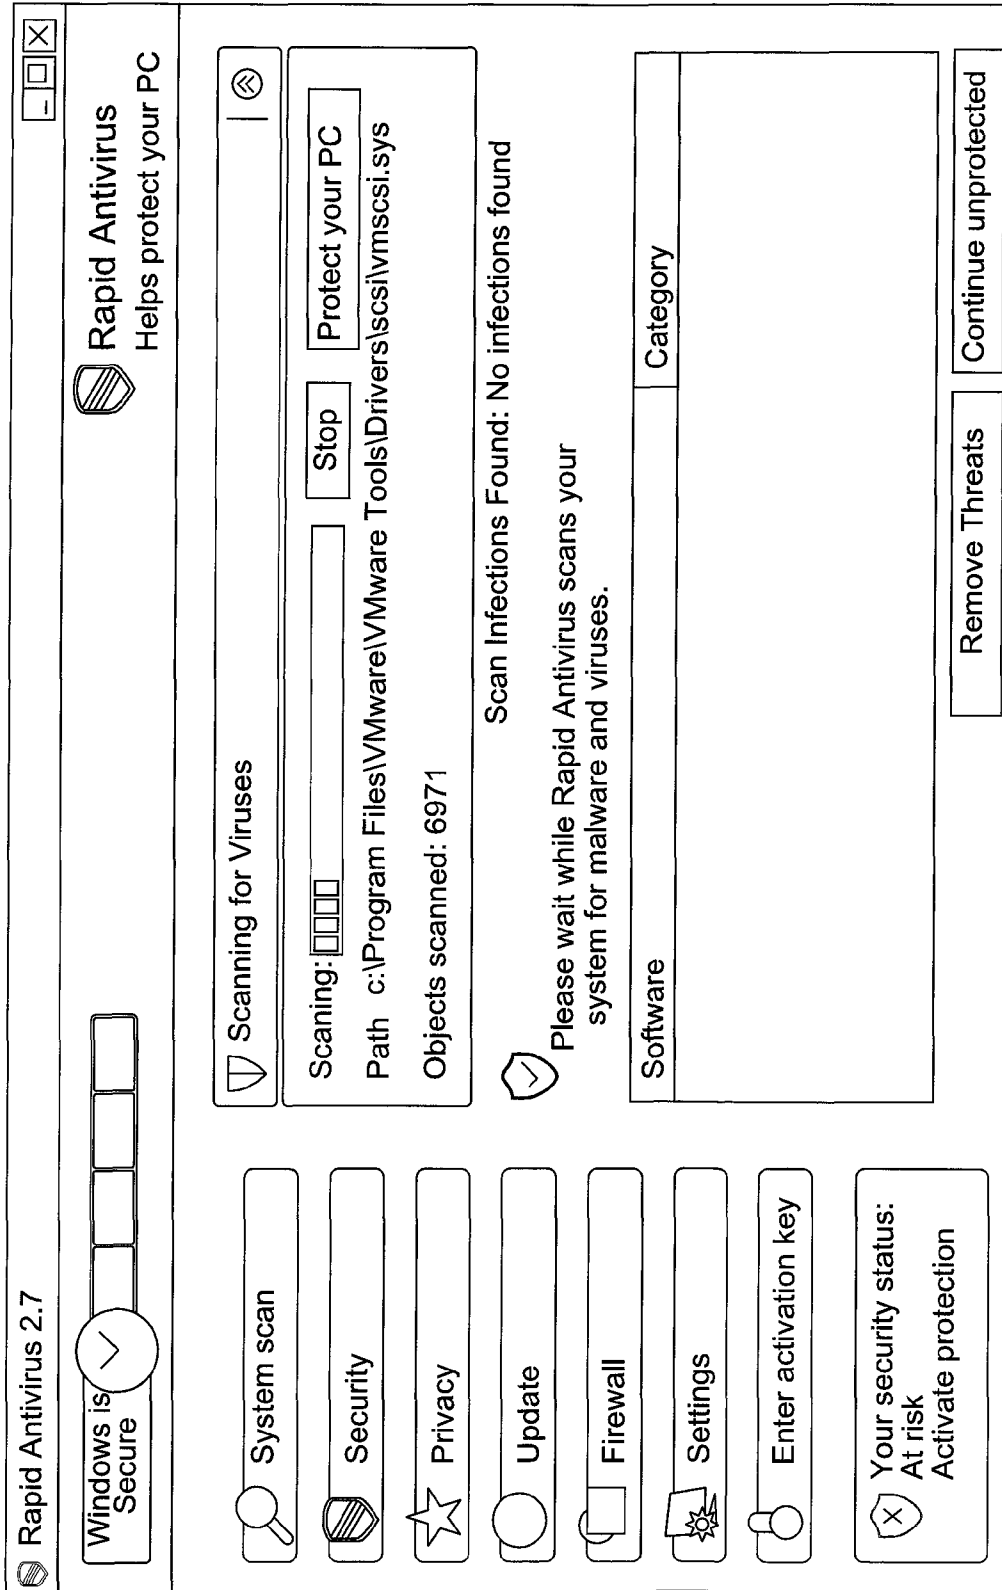 Rapid Antivirus 2.7
Windows is
Secure
Rapid Antivirus
Helps protect your PC
System scan
Security
Privacy
Update
Firewall
Settings
Enter activation key
Your security status:
At risk
Activate protection
Scanning for Viruses
Scaning:
Stop
Protect your PC
Path c:\Program Files\VMware\VMware Tools\Drivers\scsi\vmscsi.sys
Objects scanned: 6971
Scan Infections Found: No infections found
Please wait while Rapid Antivirus scans your
system for malware and viruses.
Software
Category
Remove Threats
Continue unprotected